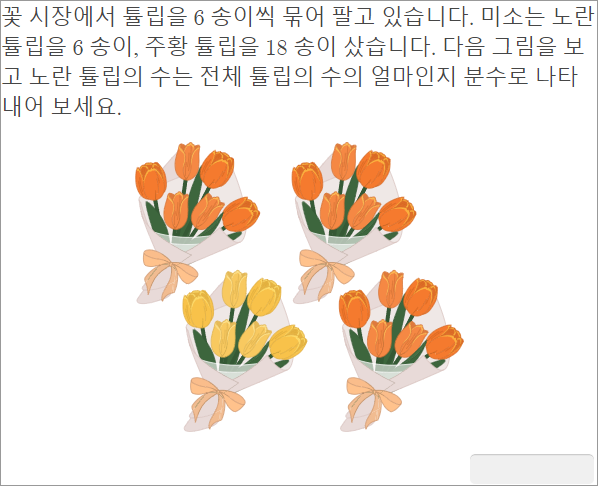 꽃 시장에서 튤립을 6 송이씩 묶어 팔고 있습니다. 미소는 노란
튤립을 6 송이, 주황 튤립을 18 송이 샀습니다. 다음 그림을 보
고 노란 튤립의 수는 전체 튤립의 수의 얼마인지 분수로 나타
내어 보세요.